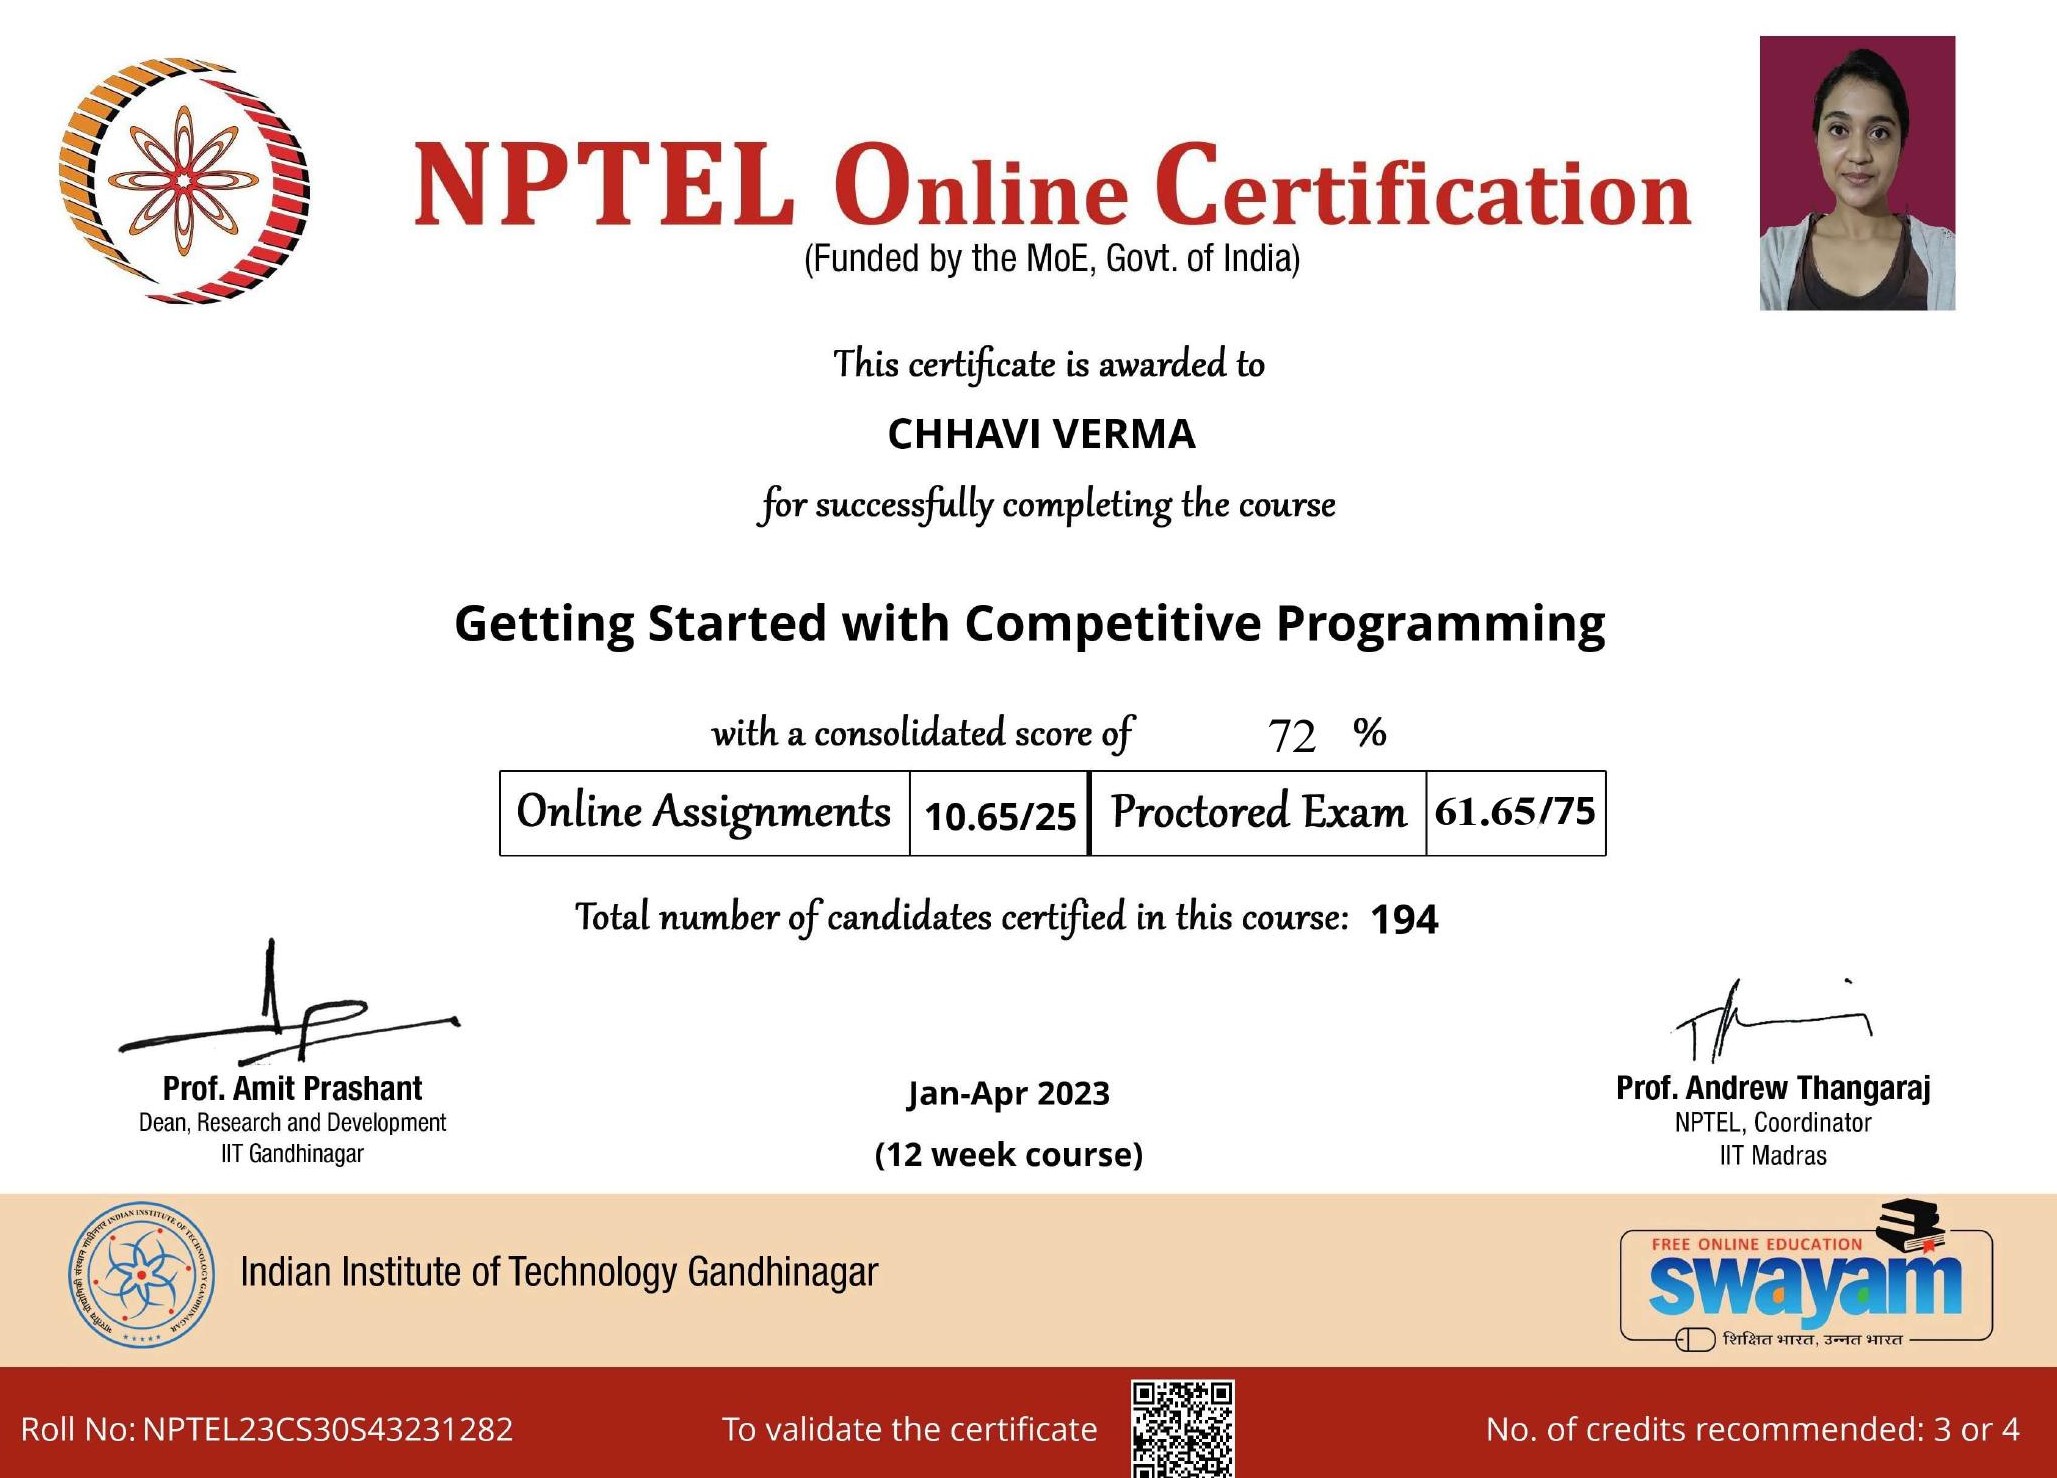 NPTEL Online Certification
(Funded by the MoE, Govt. of India)
This certificate is awarded to
CHHAVI VERMA
for successfully completing the course
Getting Started with Competitive Programming
with a consolidated score of 72 %
Online Assignments 10.65/25 Proctored Exam 61.65/75
Total number of candidates certified in this course: 194
Prof. Amit Prashant
Dean, Research and Development
IIT Gandhinagar
Jan-Apr 2023
(12 week course)
Prof. Andrew Thangaraj
NPTEL, Coordinator
IIT Madras
INDIAN INSTITUTE OF TECHNOLOGY GANDHINAGAR
Indian Institute of Technology Gandhinagar
FREE ONLINE EDUCATION
swayam
शिक्षित भारत, उन्नत भारत
Roll No: NPTEL23CS30S43231282
To validate the certificate
No. of credits recommended: 3 or 4